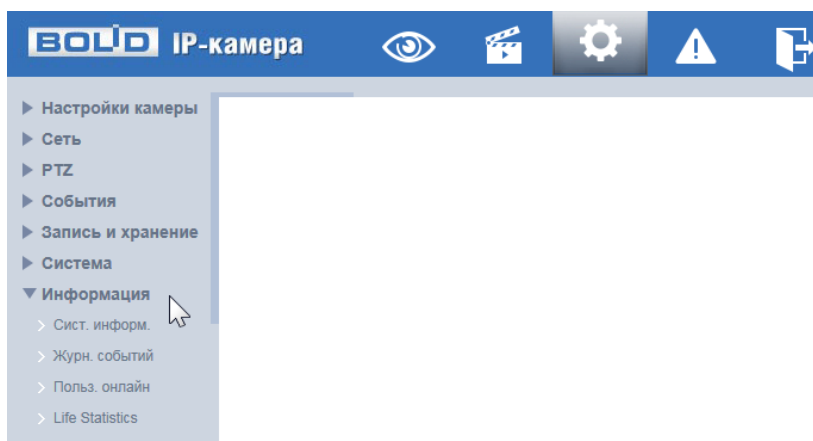 BOLID IP-камера
Настройки камеры
Сеть
PTZ
События
Запись и хранение
Система
Информация
Сист. информ.
Журн. событий
Польз. онлайн
Life Statistics